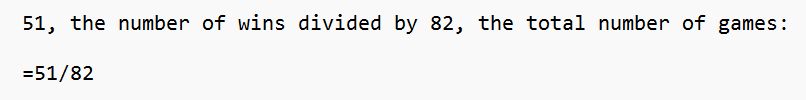 51, the number of wins divided by 82, the total number of games:
=51/82